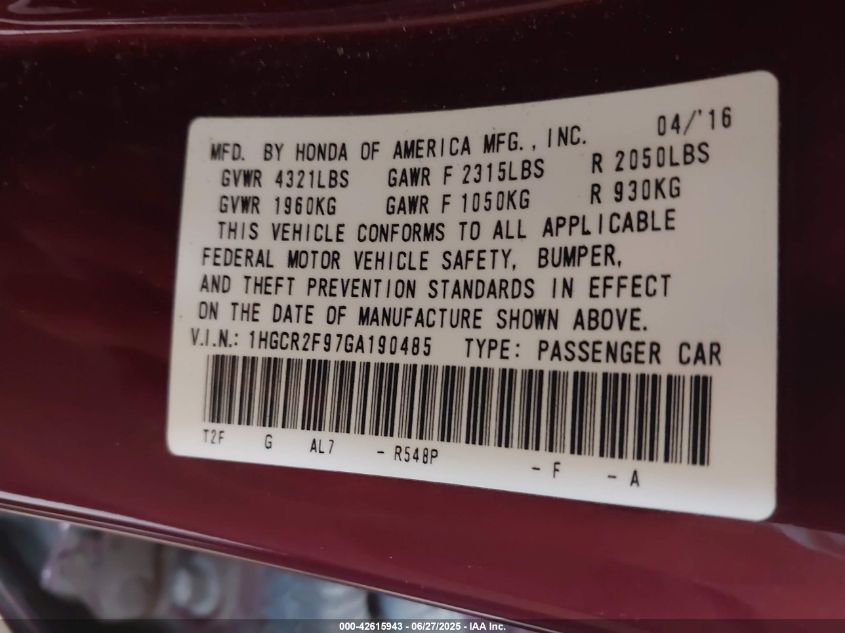 MFD. BY HONDA OF AMERICA MFG., INC. 04/'16
GVWR 4321LBS GAWR F 2315LBS R 2050LBS
GVWR 1960KG GAWR F 1050KG R 930KG
THIS VEHICLE CONFORMS TO ALL APPLICABLE
FEDERAL MOTOR VEHICLE SAFETY, BUMPER,
AND THEFT PREVENTION STANDARDS IN EFFECT
ON THE DATE OF MANUFACTURE SHOWN ABOVE.
V.I.N.: 1HGCR2F97GA190485 TYPE: PASSENGER CAR
T2F G AL7 - R548P - F - A
000-42615943 - 06/27/2025 - IAA Inc.